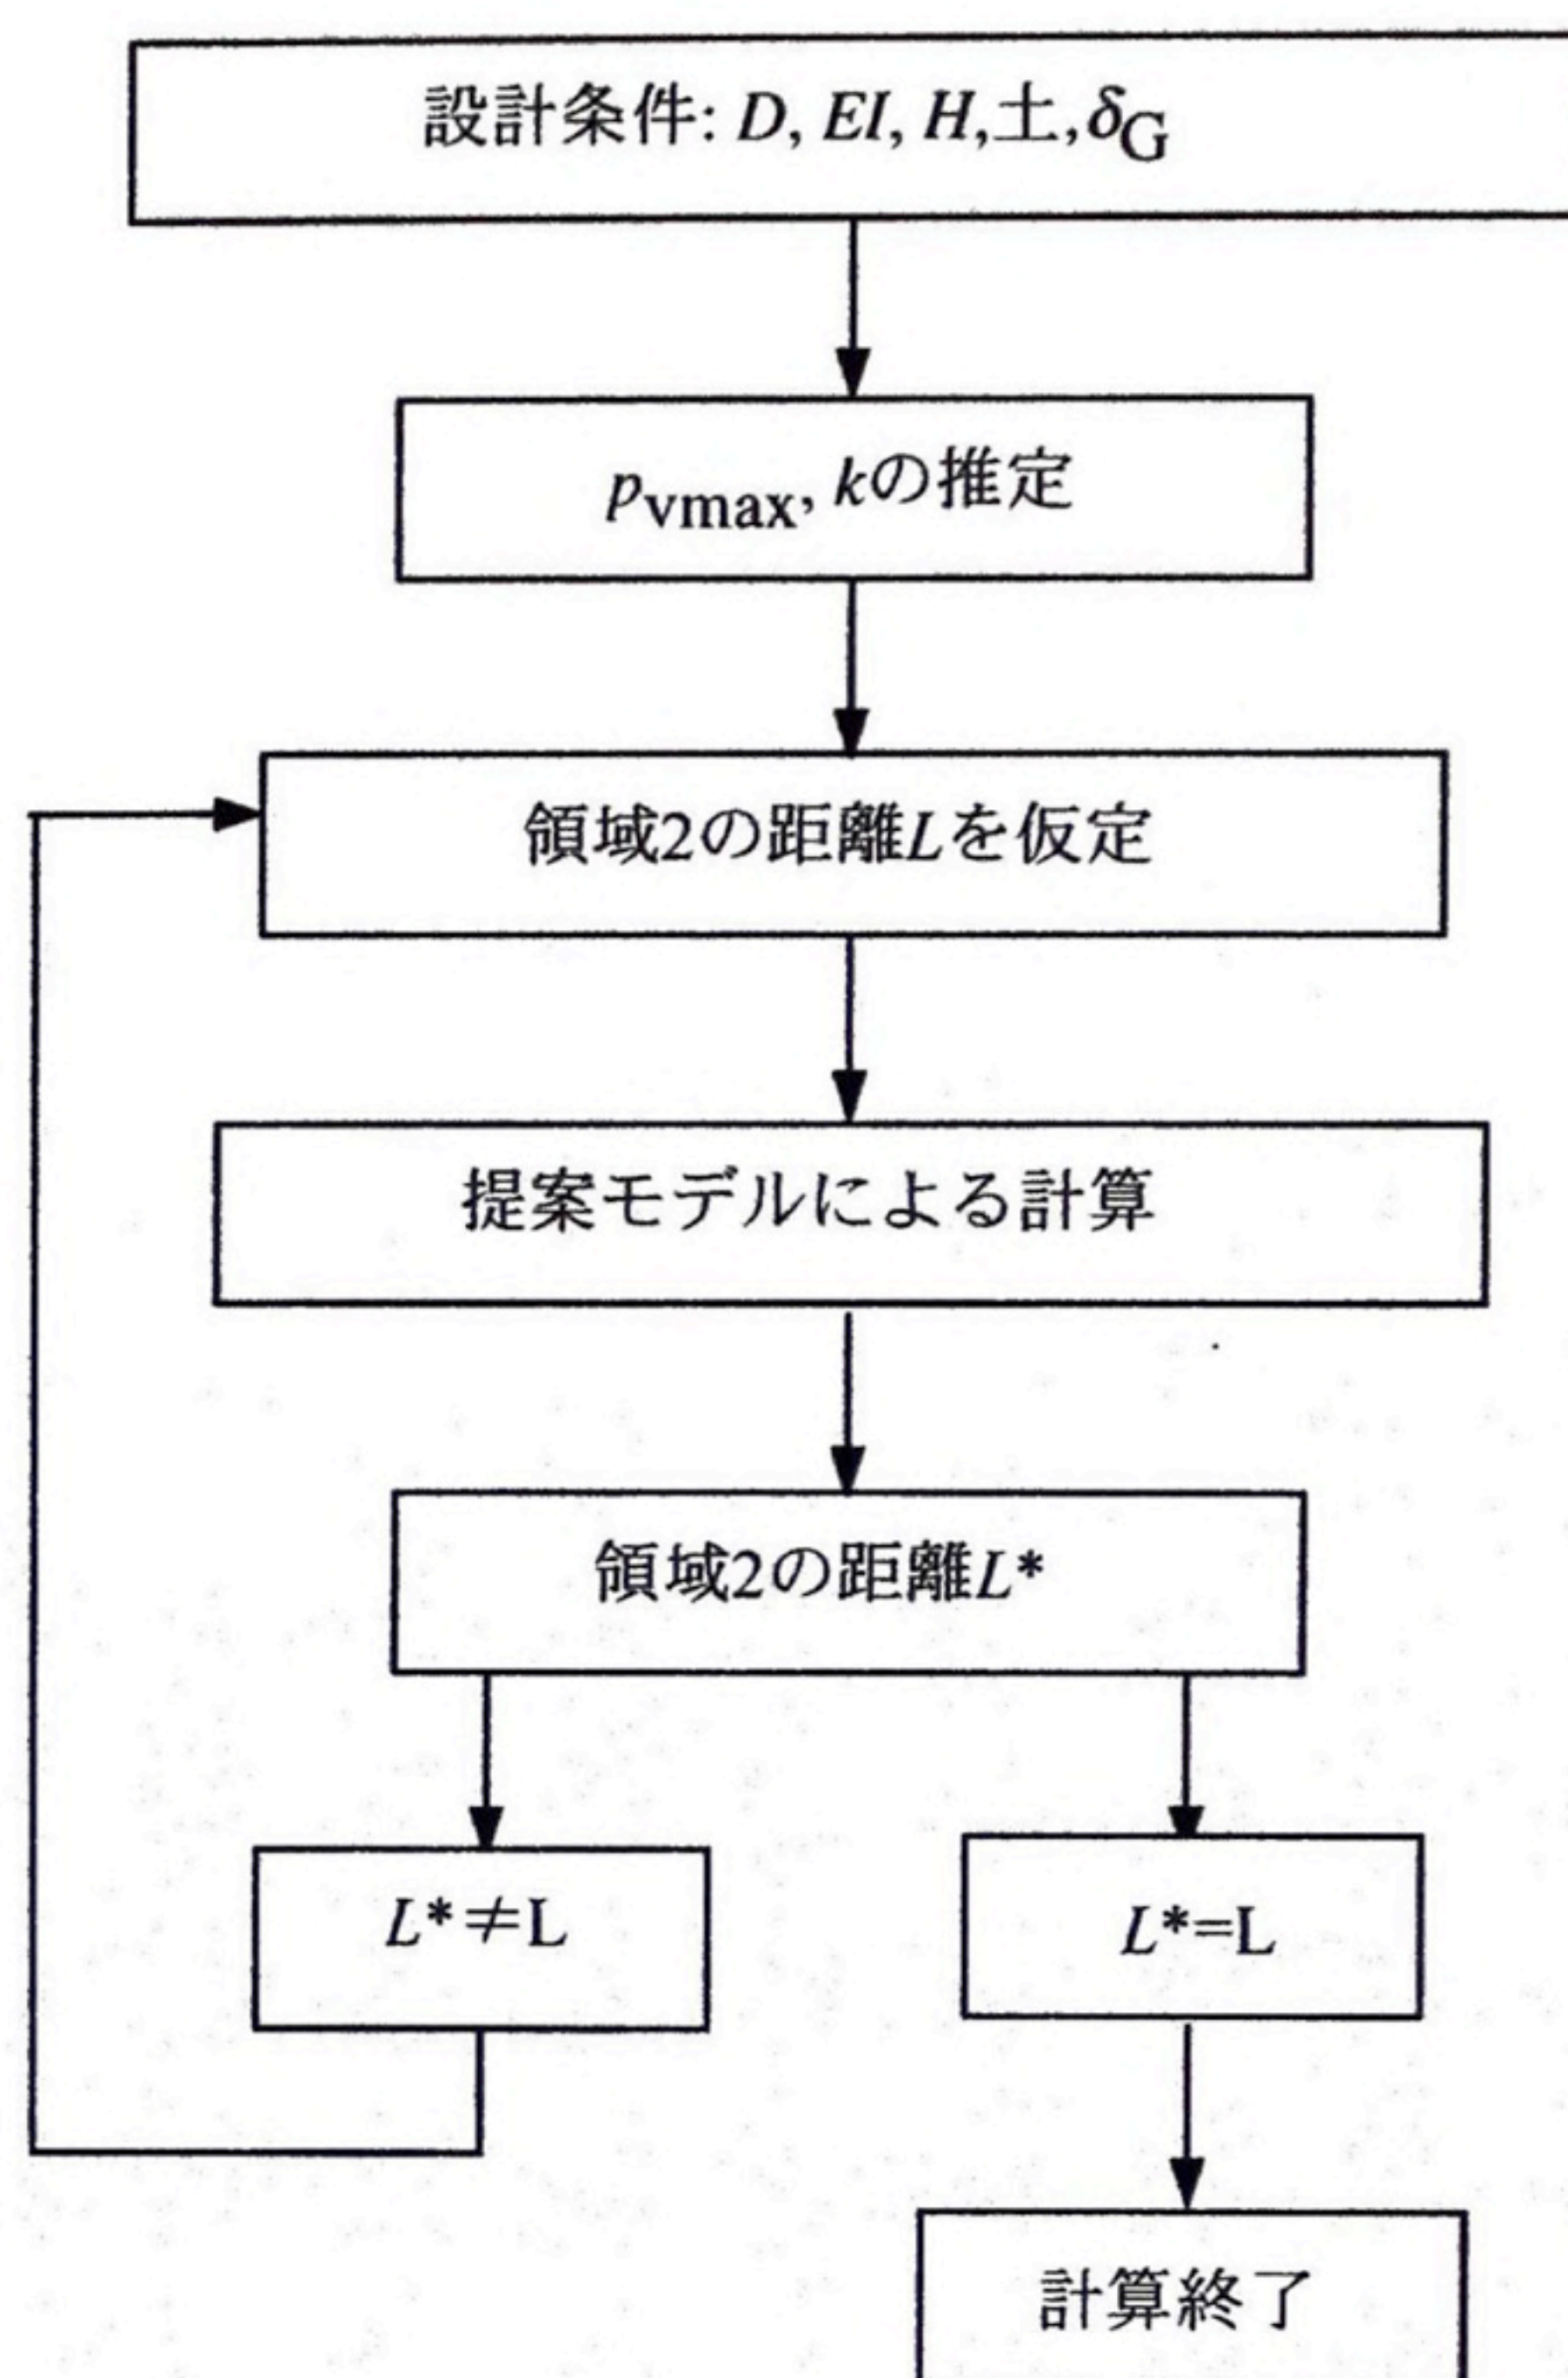 設計条件: D, EI, H,土,δG
pvmax, kの推定
領域2の距離Lを仮定
提案モデルによる計算
領域2の距離L*
L*≠L
L*=L
計算終了